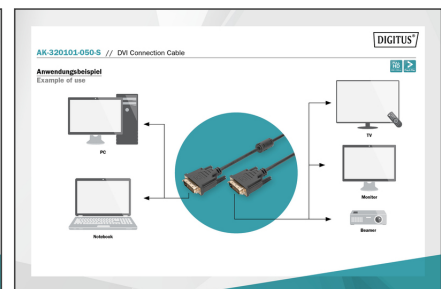 DIGITUS®
AK-320101-050-S // DVI Connection Cable
Anwendungsbeispiel
Example of use
PC
Notebook
TV
Monitor
Beamer